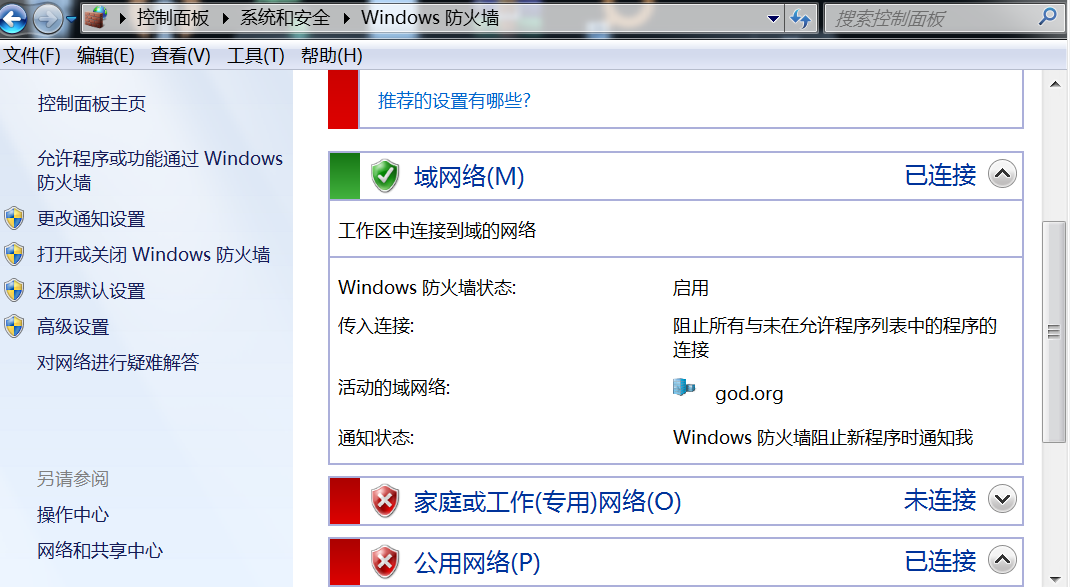 控制面板 系统和安全 Windows 防火墙
搜索控制面板
文件(F) 编辑(E) 查看(V) 工具(T) 帮助(H)
控制面板主页
允许程序或功能通过 Windows
防火墙
更改通知设置
打开或关闭 Windows 防火墙
还原默认设置
高级设置
对网络进行疑难解答
另请参阅
操作中心
网络和共享中心
推荐的设置有哪些?
域网络(M) 已连接
工作区中连接到域的网络
Windows 防火墙状态: 启用
传入连接: 阻止所有与未在允许程序列表中的程序的
连接
活动的域网络: god.org
通知状态: Windows 防火墙阻止新程序时通知我
家庭或工作(专用)网络(O) 未连接
公用网络(P) 已连接